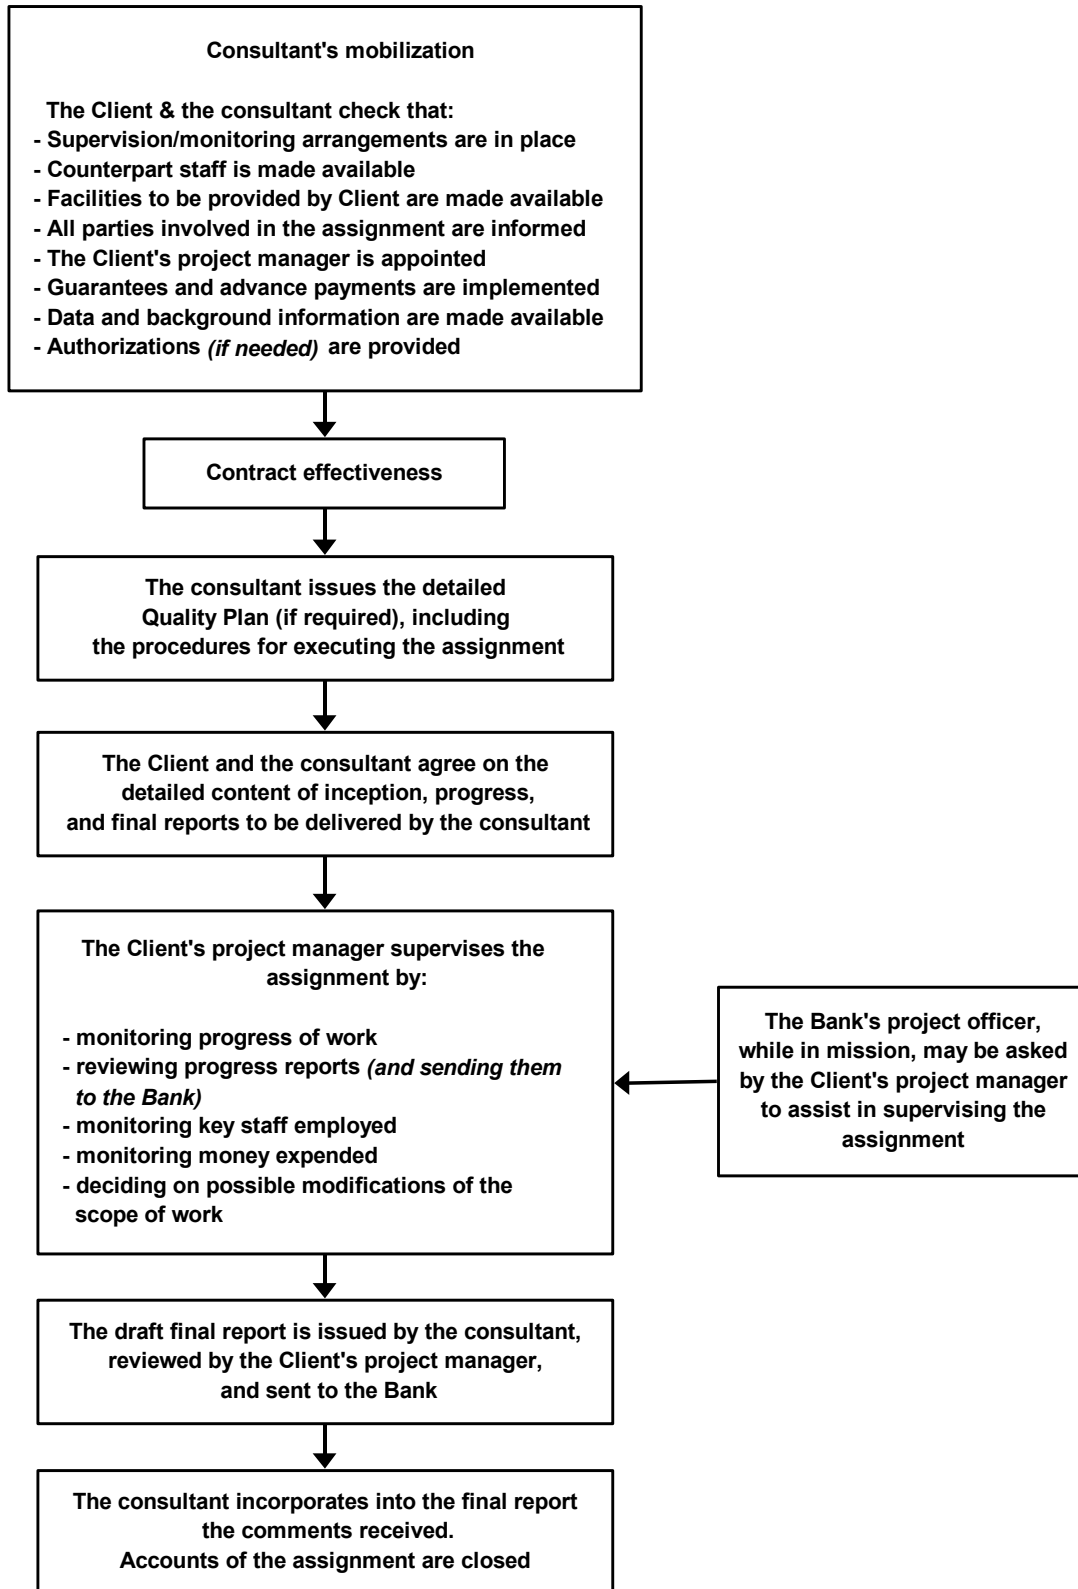 Consultant's mobilization
The Client & the consultant check that:
- Supervision/monitoring arrangements are in place
- Counterpart staff is made available
- Facilities to be provided by Client are made available
- All parties involved in the assignment are informed
- The Client's project manager is appointed
- Guarantees and advance payments are implemented
- Data and background information are made available
- Authorizations (if needed) are provided
Contract effectiveness
The consultant issues the detailed
Quality Plan (if required), including
the procedures for executing the assignment
The Client and the consultant agree on the
detailed content of inception, progress,
and final reports to be delivered by the consultant
The Client's project manager supervises the
assignment by:
- monitoring progress of work
- reviewing progress reports (and sending them
to the Bank)
- monitoring key staff employed
- monitoring money expended
- deciding on possible modifications of the
scope of work
The Bank's project officer,
while in mission, may be asked
by the Client's project manager
to assist in supervising the
assignment
The draft final report is issued by the consultant,
reviewed by the Client's project manager,
and sent to the Bank
The consultant incorporates into the final report
the comments received.
Accounts of the assignment are closed